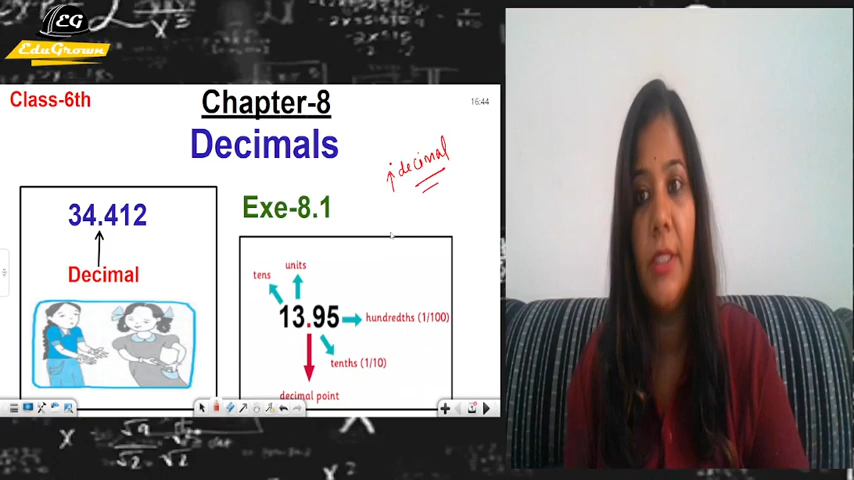 EG
EduGrown
Class-6th
Chapter-8
16:44
Decimals
decimal
34.412
Decimal
Exe-8.1
tens
units
13.95
hundredths (1/100)
tenths (1/10)
decimal point